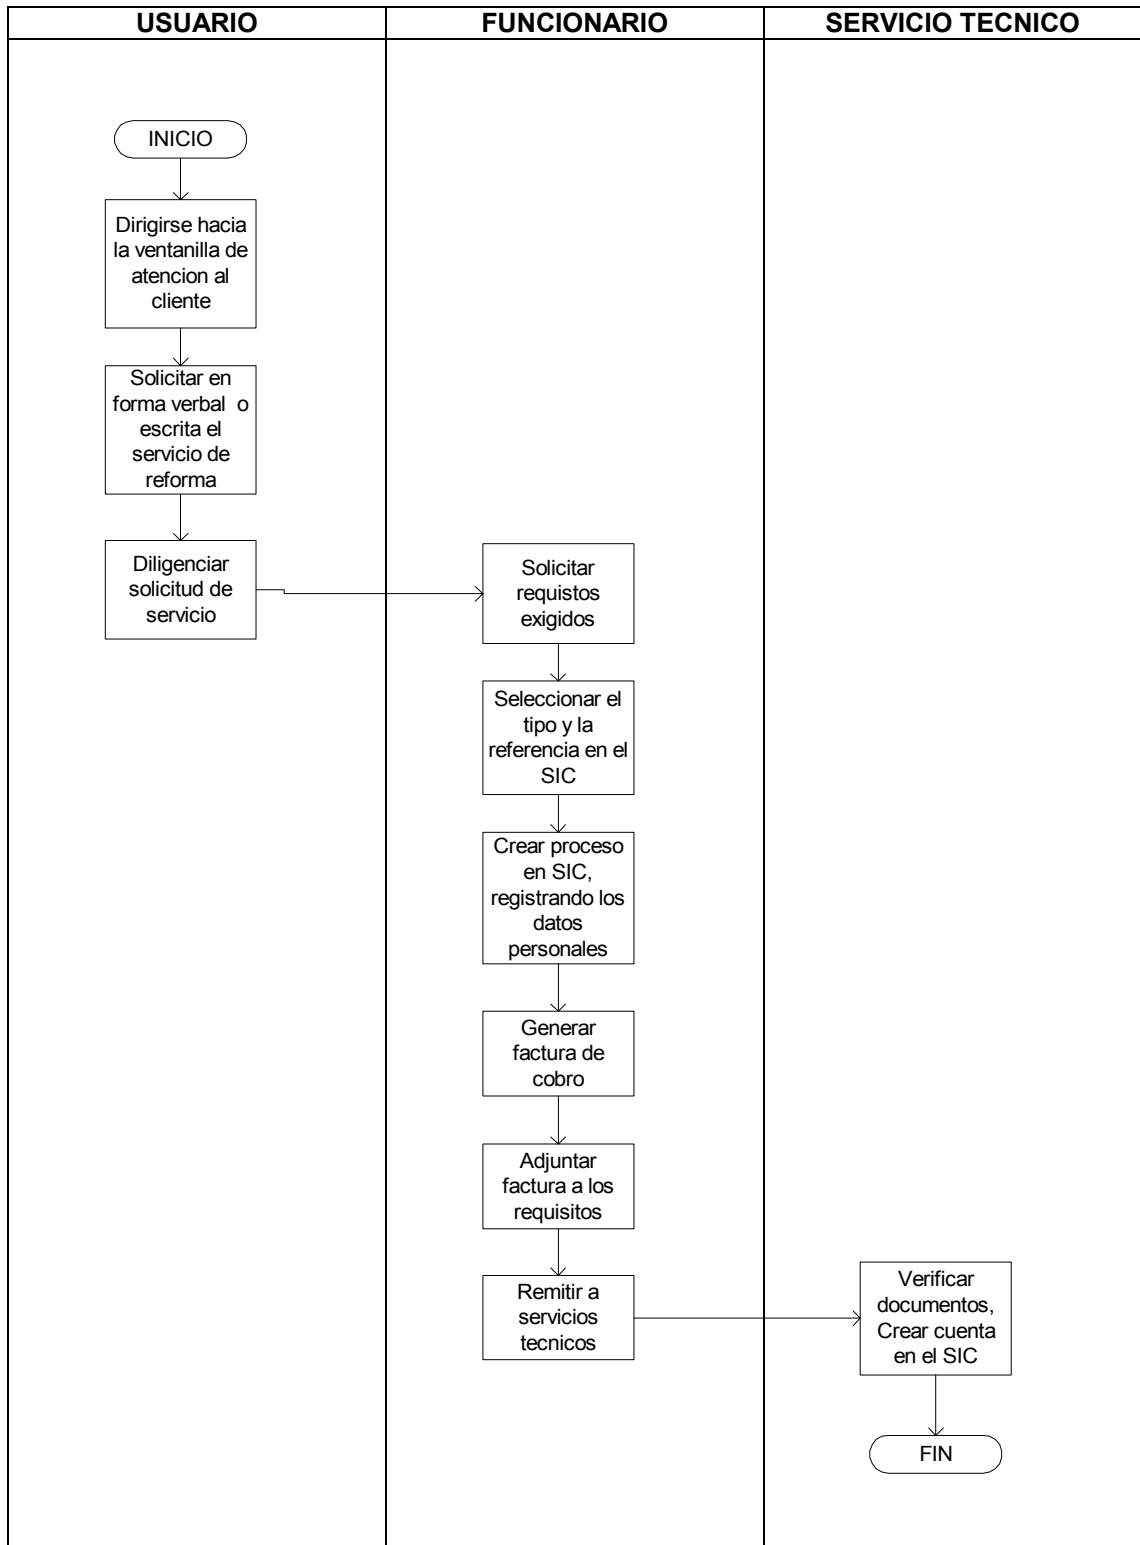 USUARIO
FUNCIONARIO
SERVICIO TECNICO
INICIO
Dirigirse hacia
la ventanilla de
atencion al
cliente
Solicitar en
forma verbal o
escrita el
servicio de
reforma
Diligenciar
solicitud de
servicio
Solicitar
requistos
exigidos
Seleccionar el
tipo y la
referencia en el
SIC
Crear proceso
en SIC,
registrando los
datos
personales
Generar
factura de
cobro
Adjuntar
factura a los
requisitos
Remitir a
servicios
tecnicos
Verificar
documentos,
Crear cuenta
en el SIC
FIN